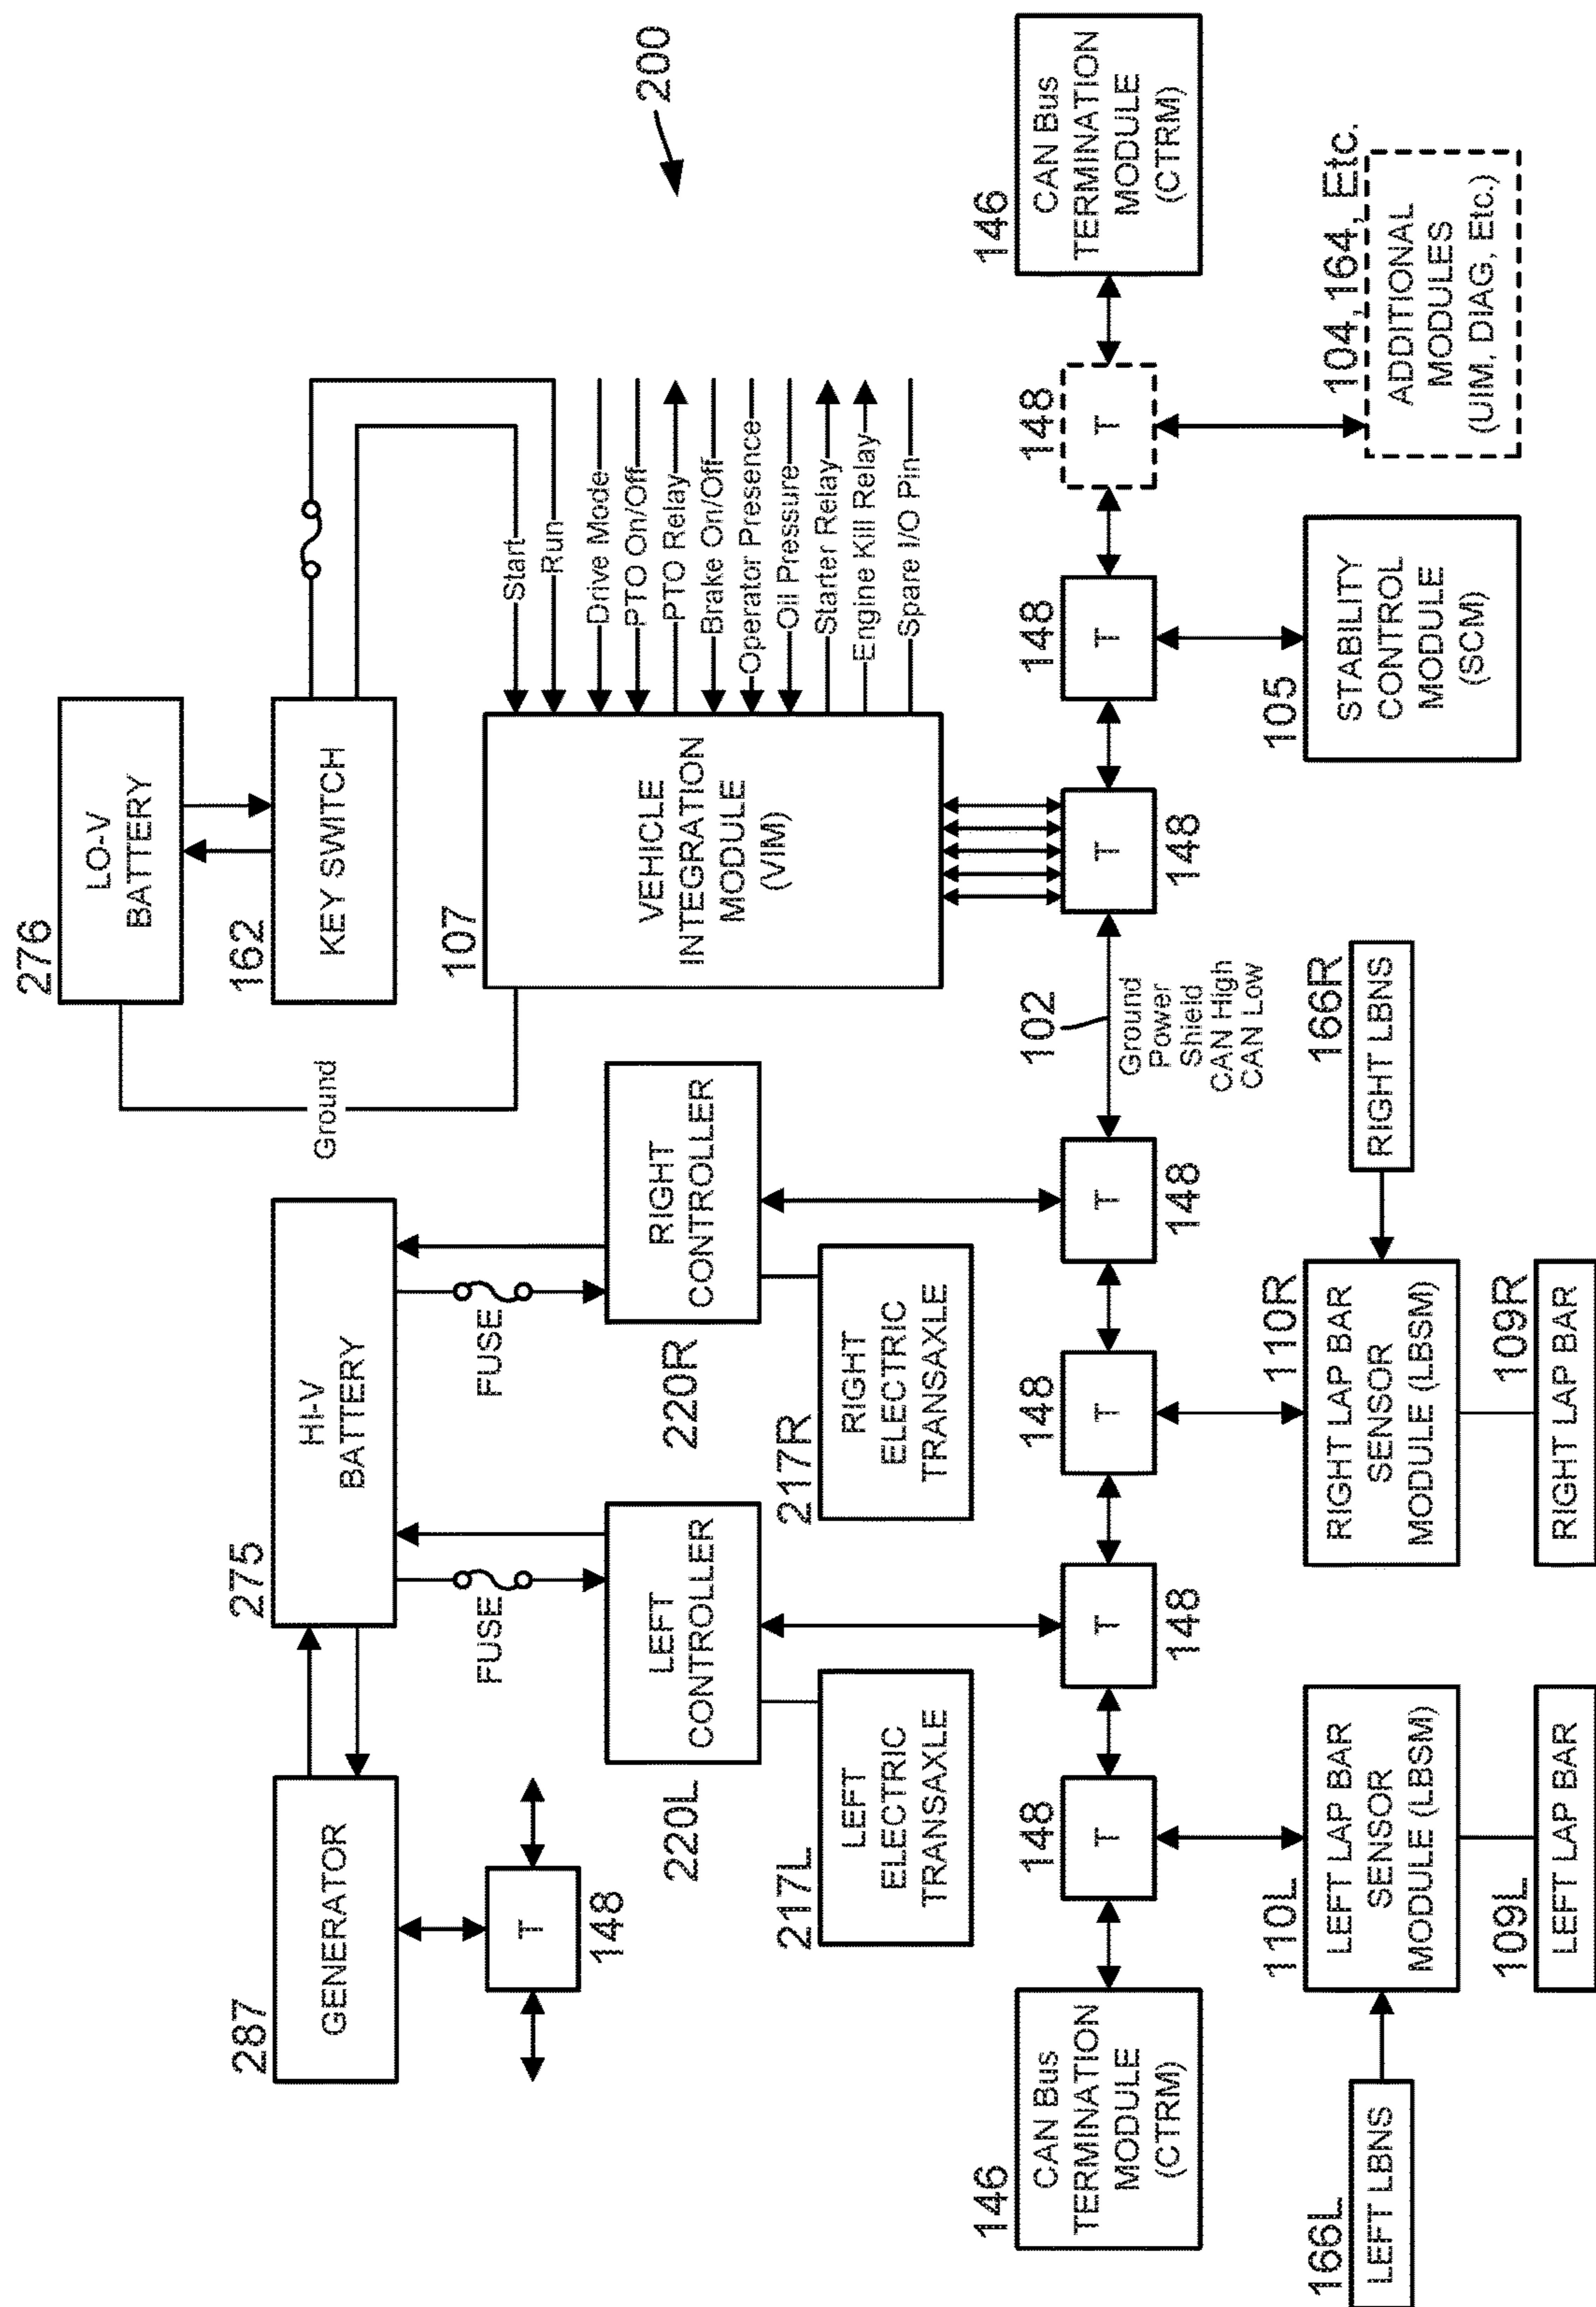 276
LO-V
BATTERY
162
KEY SWITCH
Ground
287
GENERATOR
T
148
275
HI-V
BATTERY
FUSE
FUSE
220L
LEFT
CONTROLLER
220R
RIGHT
CONTROLLER
217L
LEFT
ELECTRIC
TRANSAXLE
217R
RIGHT
ELECTRIC
TRANSAXLE
107
VEHICLE
INTEGRATION
MODULE
(VIM)
Start
Run
Drive Mode
PTO On/Off
PTO Relay
Brake On/Off
Operator Presence
Oil Pressure
Starter Relay
Engine Kill Relay
Spare I/O Pin
200
146
CAN Bus
TERMINATION
MODULE
(CTRM)
148
T
T
148
148
T
T
148
102
Ground
Power
Shield
CAN High
CAN Low
T
148
148
T
148
T
146
CAN Bus
TERMINATION
MODULE
(CTRM)
166L
LEFT LBNS
110L
LEFT LAP BAR
SENSOR
MODULE (LBSM)
109L
LEFT LAP BAR
110R
RIGHT LAP BAR
SENSOR
MODULE (LBSM)
109R
RIGHT LAP BAR
166R
RIGHT LBNS
105
STABILITY
CONTROL
MODULE
(SCM)
104, 164, Etc.
ADDITIONAL
MODULES
(UIM, DIAG, Etc.)